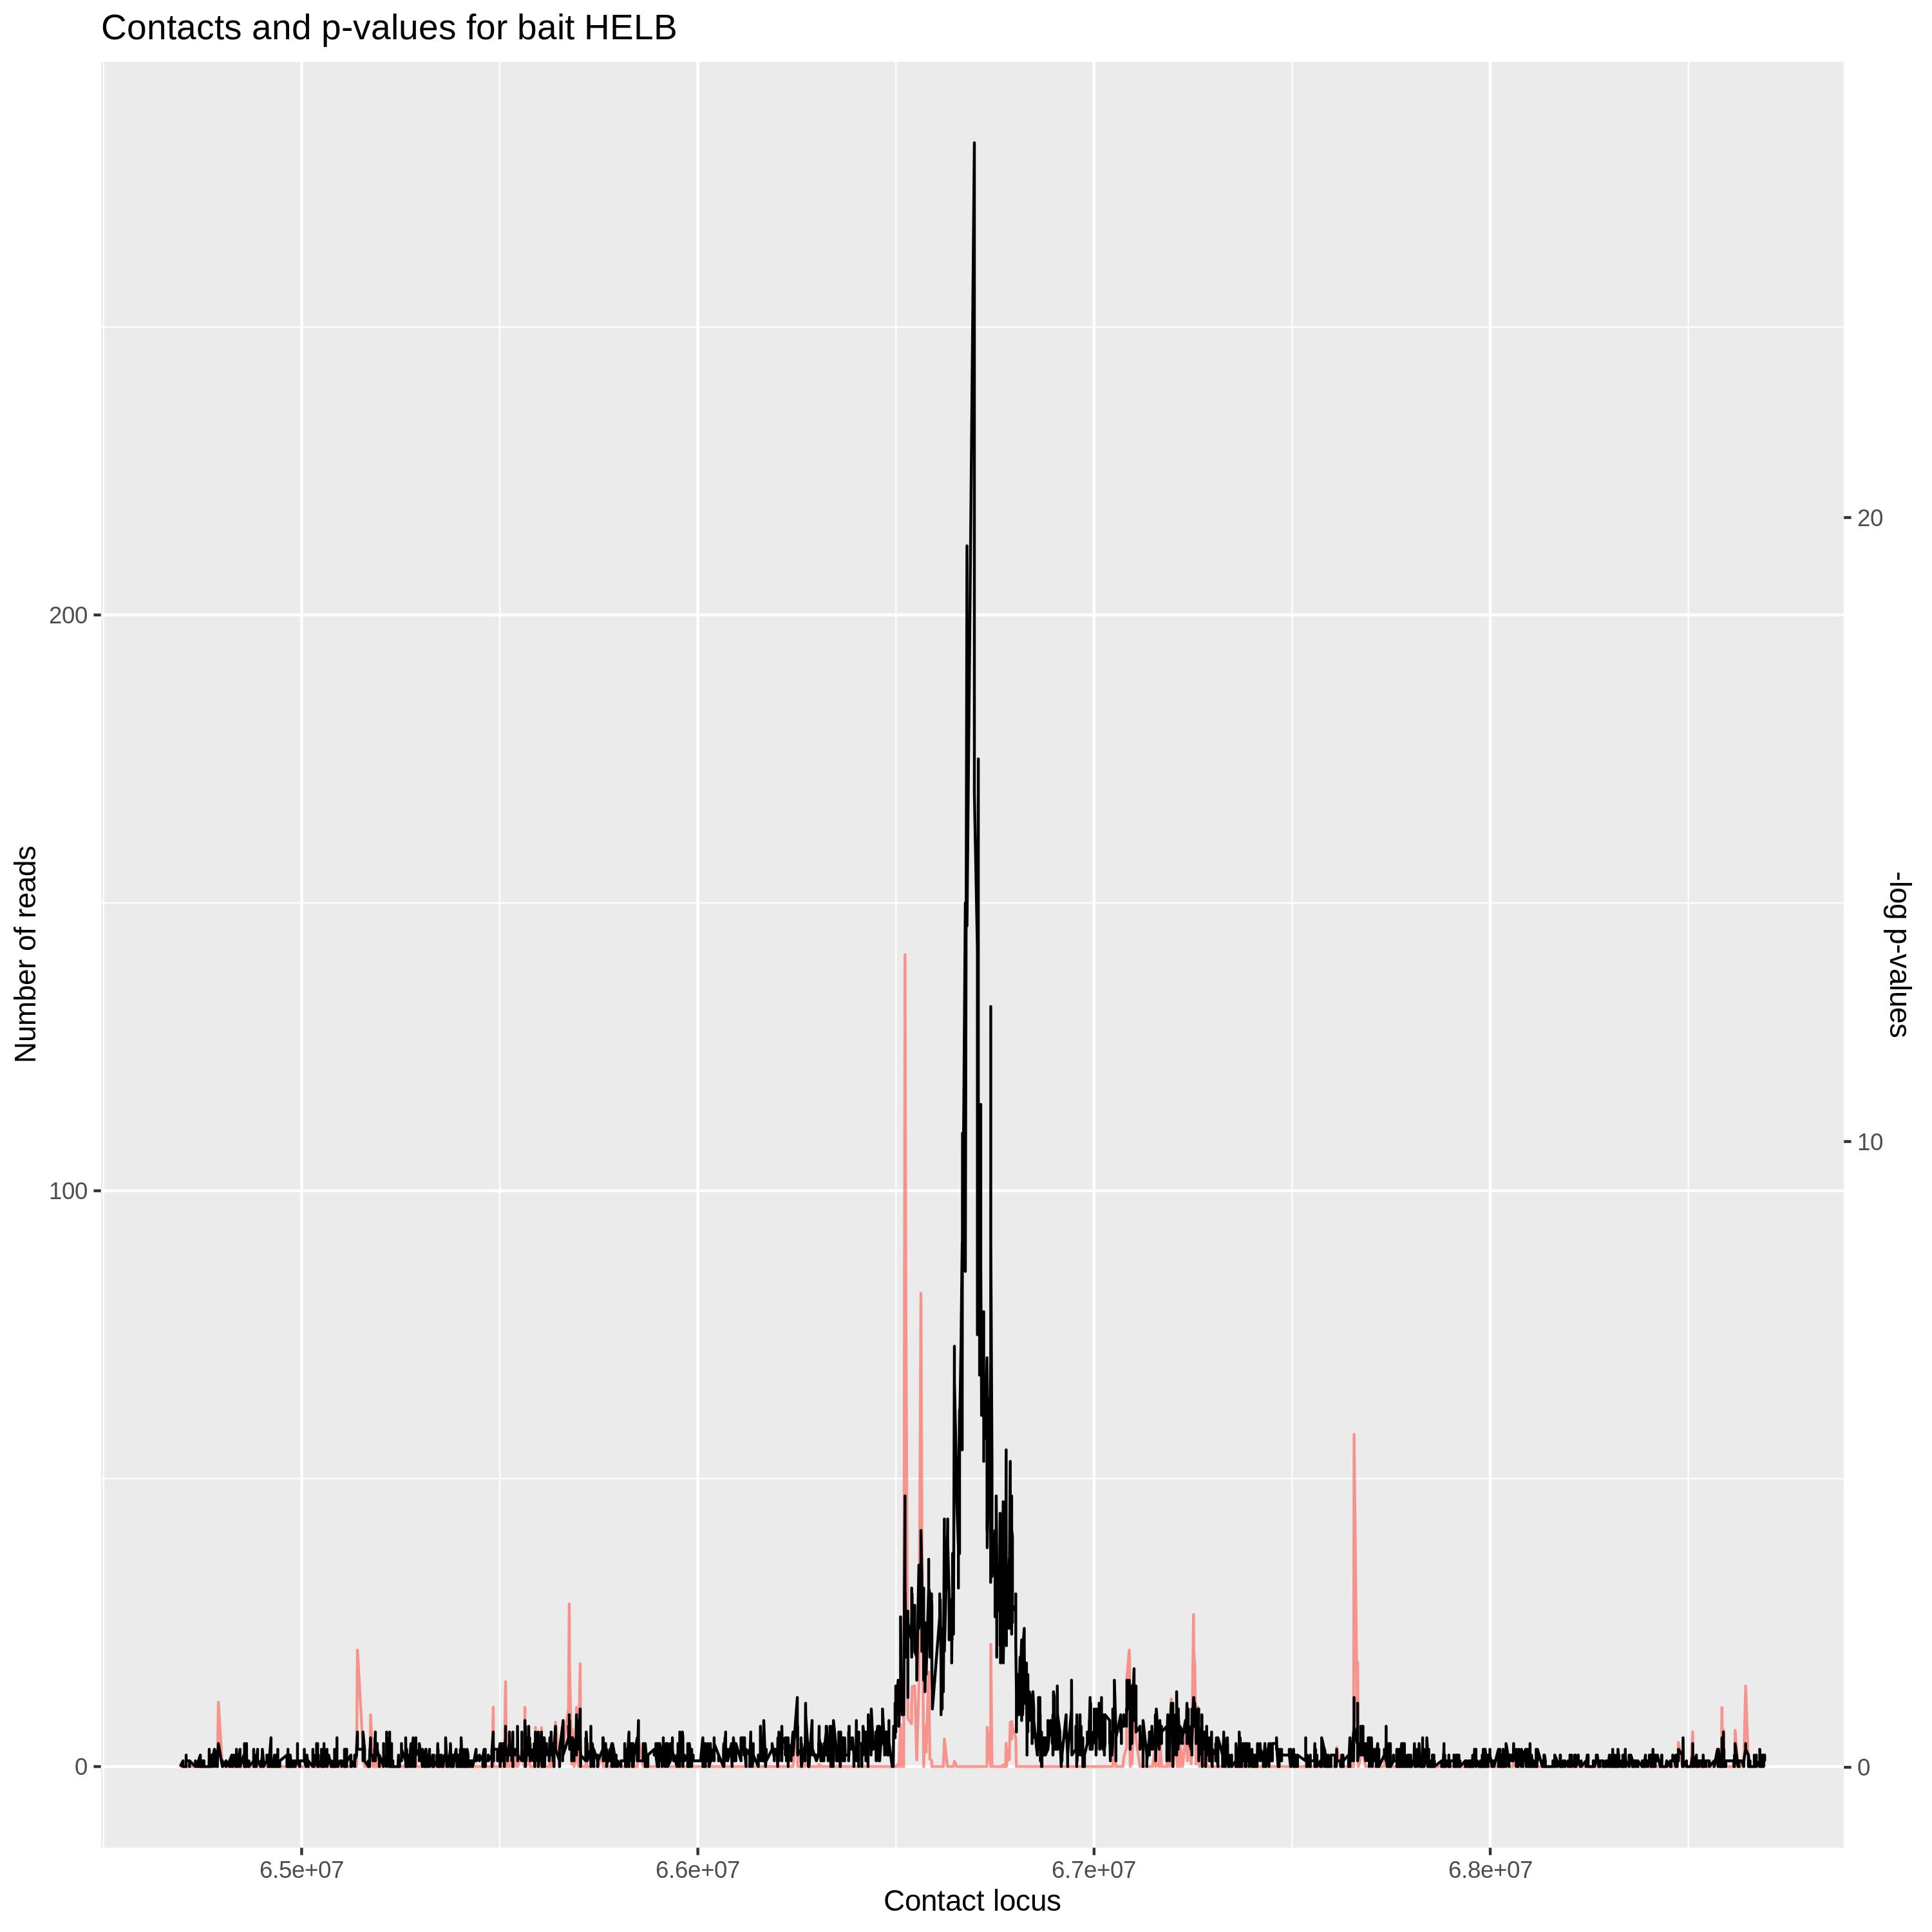 Contacts and p-values for bait HELB
Number of reads
200
100
0
20
10
0
-log p-values
6.5e+07
6.6e+07
6.7e+07
6.8e+07
Contact locus